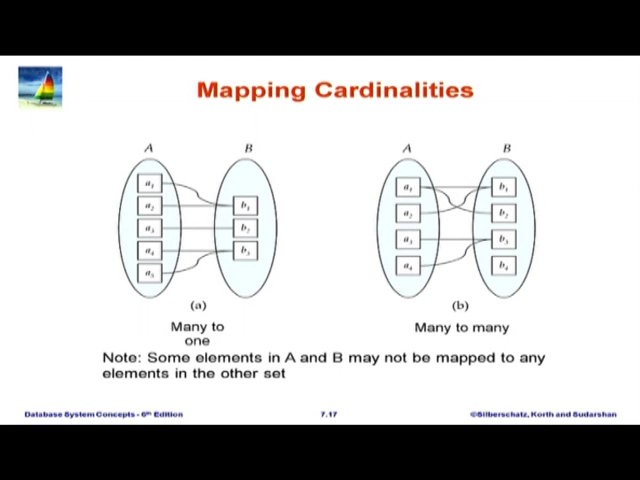 Mapping Cardinalities
A
B
a1
a2
a3
a4
a5
b1
b2
b3
(a)
Many to
one
A
B
a1
a2
a3
a4
b1
b2
b3
b4
(b)
Many to many
Note: Some elements in A and B may not be mapped to any
elements in the other set
Database System Concepts - 6th Edition
7.17
©Silberschatz, Korth and Sudarshan